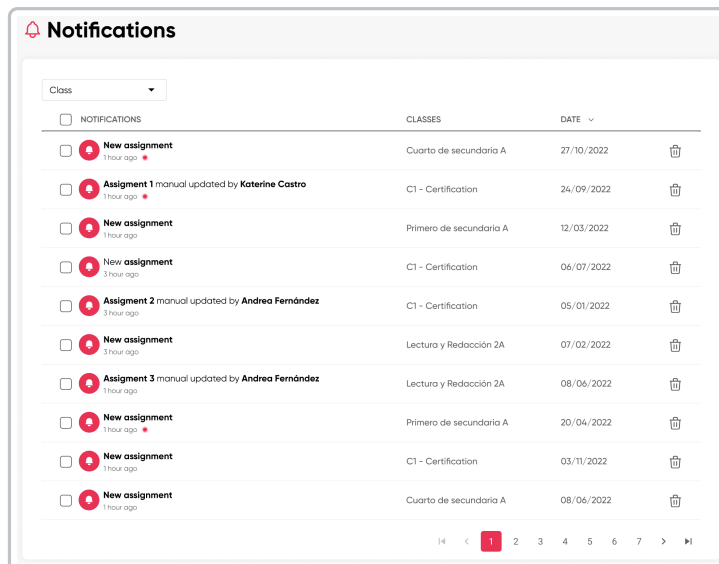 Notifications
Class
NOTIFICATIONS CLASSES DATE
New assignment
Cuarto de secundaria A 27/10/2022
1 hour ago
Assigment 1 manual updated by Katerine Castro
C1 - Certification 24/09/2022
1 hour ago
New assignment
Primero de secundaria A 12/03/2022
1 hour ago
New assignment
C1 - Certification 06/07/2022
3 hour ago
Assigment 2 manual updated by Andrea Fernández
C1 - Certification 05/01/2022
3 hour ago
New assignment
Lectura y Redacción 2A 07/02/2022
3 hour ago
Assigment 3 manual updated by Andrea Fernández
Lectura y Redacción 2A 08/06/2022
1 hour ago
New assignment
Primero de secundaria A 20/04/2022
1 hour ago
New assignment
C1 - Certification 03/11/2022
1 hour ago
New assignment
Cuarto de secundaria A 08/06/2022
1 hour ago
1 2 3 4 5 6 7